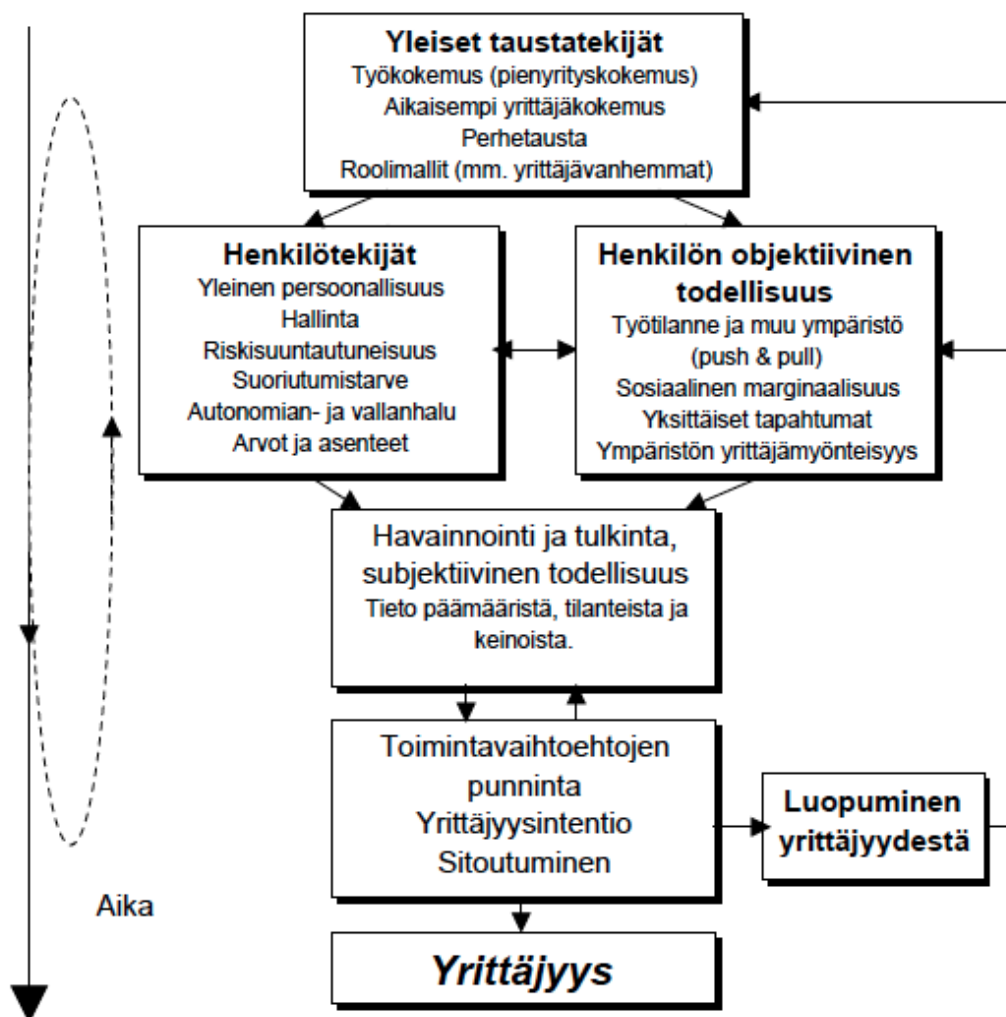 Yleiset taustatekijät
Työkokemus (pienyrityskokemus)
Aikaisempi yrittäjäkokemus
Perhetausta
Roolimallit (mm. yrittäjävanhemmat)
Henkilötekijät
Yleinen persoonallisuus
Hallinta
Riskisuuntautuneisuus
Suoriutumistarve
Autonomian- ja vallanhalu
Arvot ja asenteet
Henkilön objektiivinen
todellisuus
Työtilanne ja muu ympäristö
(push & pull)
Sosiaalinen marginaalisuus
Yksittäiset tapahtumat
Ympäristön yrittäjämyönteisyys
Havainnointi ja tulkinta,
subjektiivinen todellisuus
Tieto päämääristä, tilanteista ja
keinoista.
Toimintavaihtoehtojen
punninta
Yrittäjyysintentio
Sitoutuminen
Luopuminen
yrittäjyydestä
Aika
Yrittäjyys